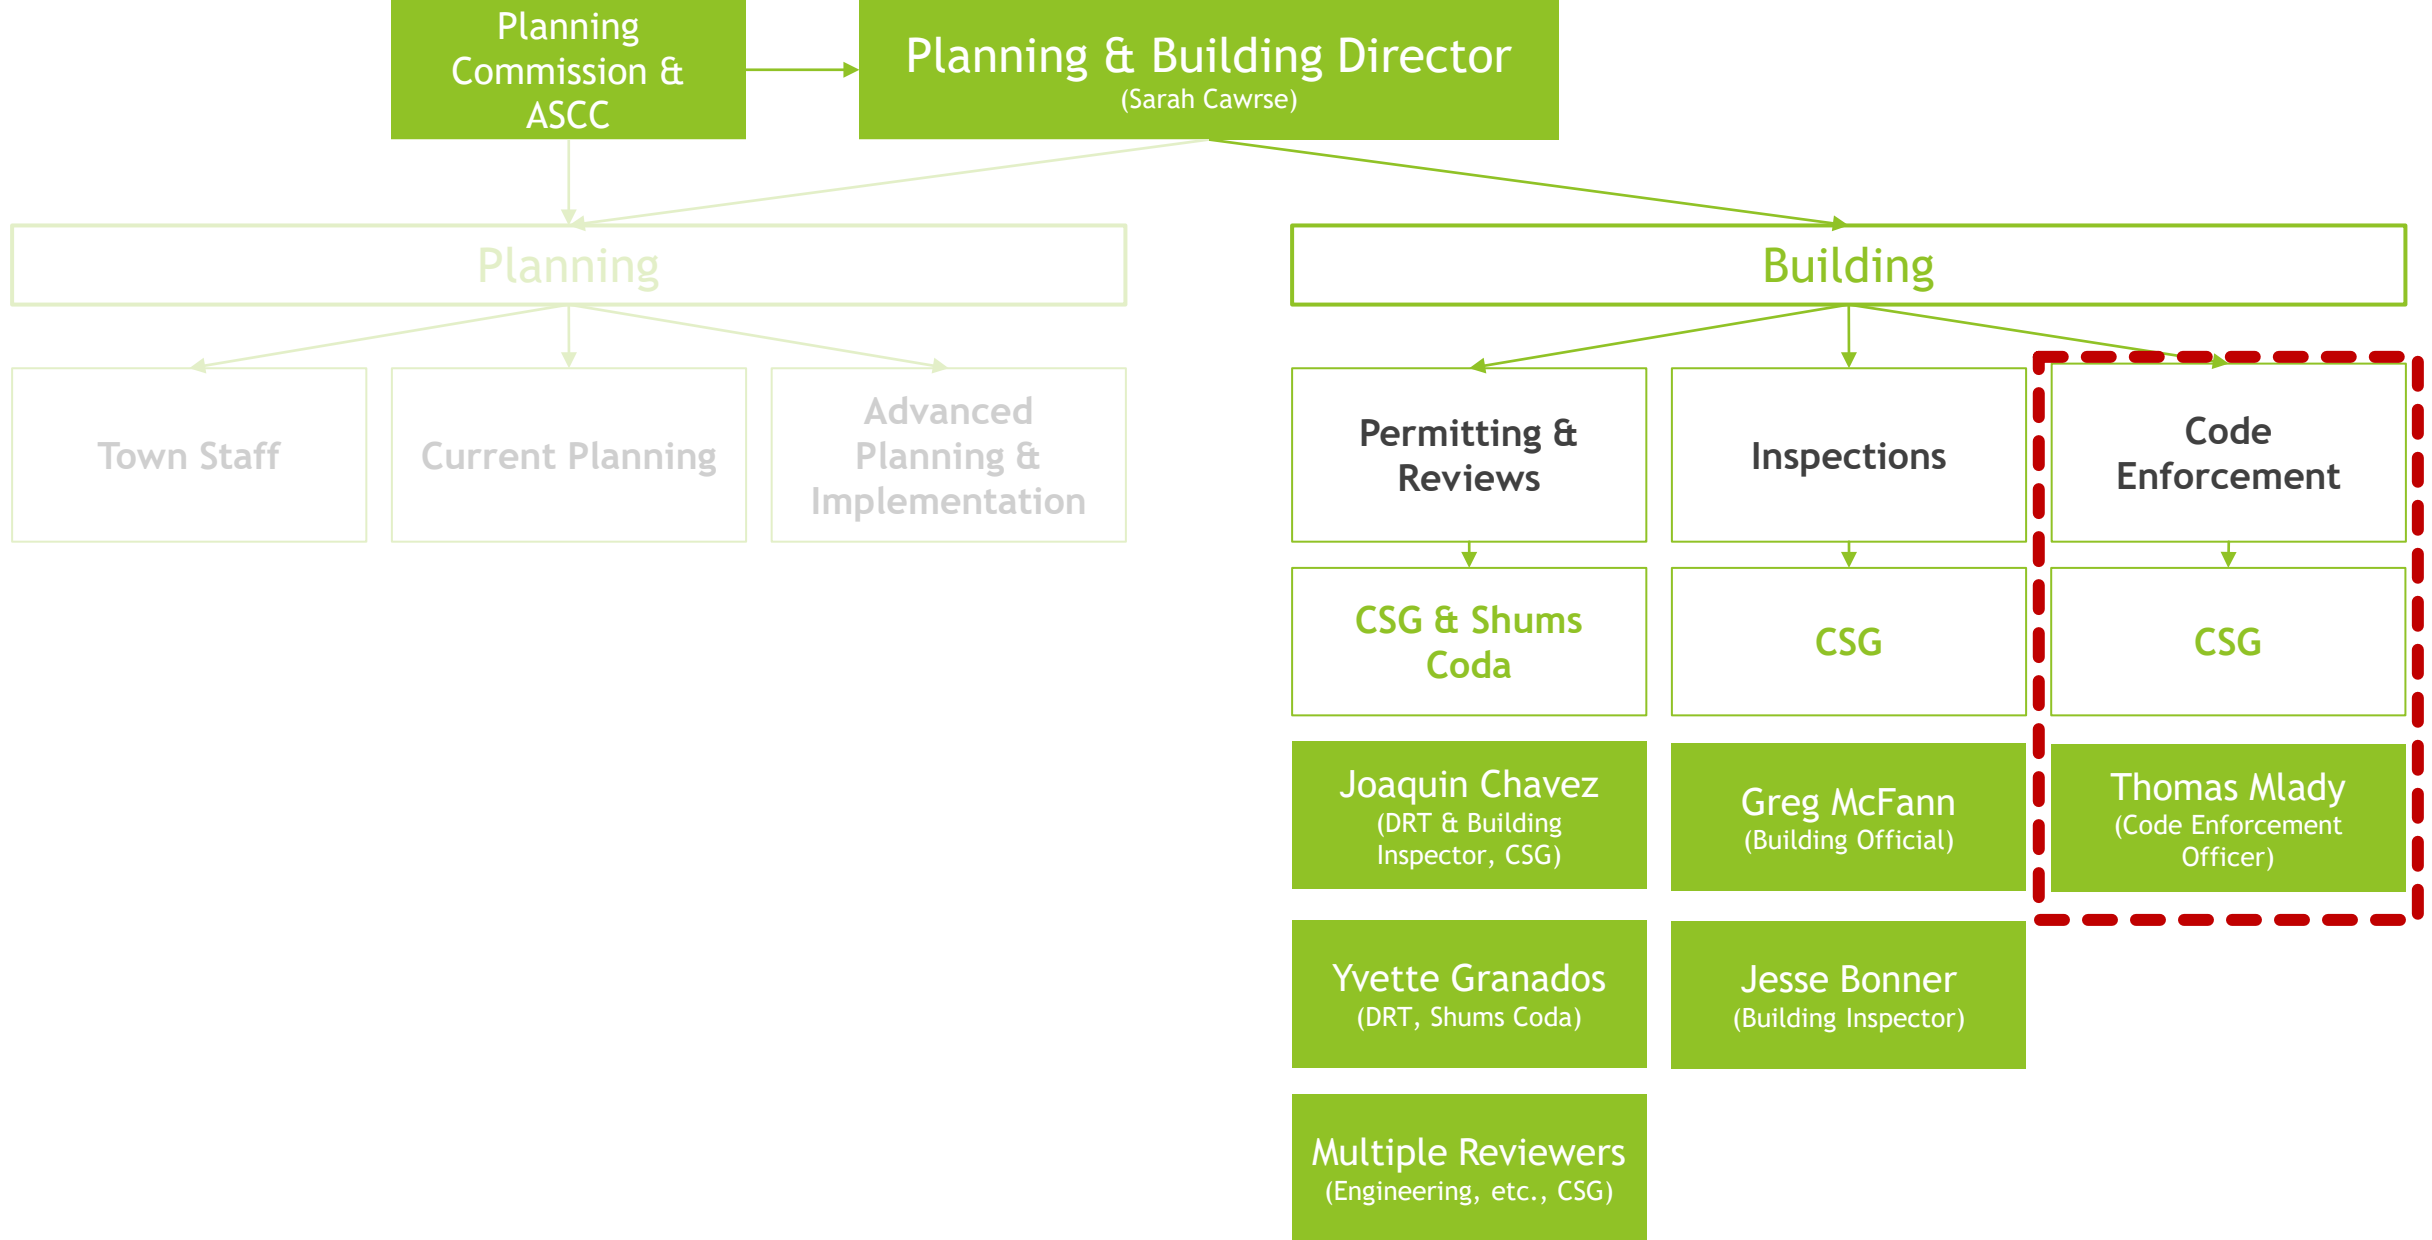 Planning
Commission &
ASCC
Planning & Building Director
(Sarah Cawrse)
Planning
Building
Town Staff
Current Planning
Advanced
Planning &
Implementation
Permitting &
Reviews
Inspections
Code
Enforcement
CSG & Shums
Coda
CSG
CSG
Joaquin Chavez
(DRT & Building
Inspector, CSG)
Greg McFann
(Building Official)
Thomas Mlady
(Code Enforcement
Officer)
Yvette Granados
(DRT, Shums Coda)
Jesse Bonner
(Building Inspector)
Multiple Reviewers
(Engineering, etc., CSG)